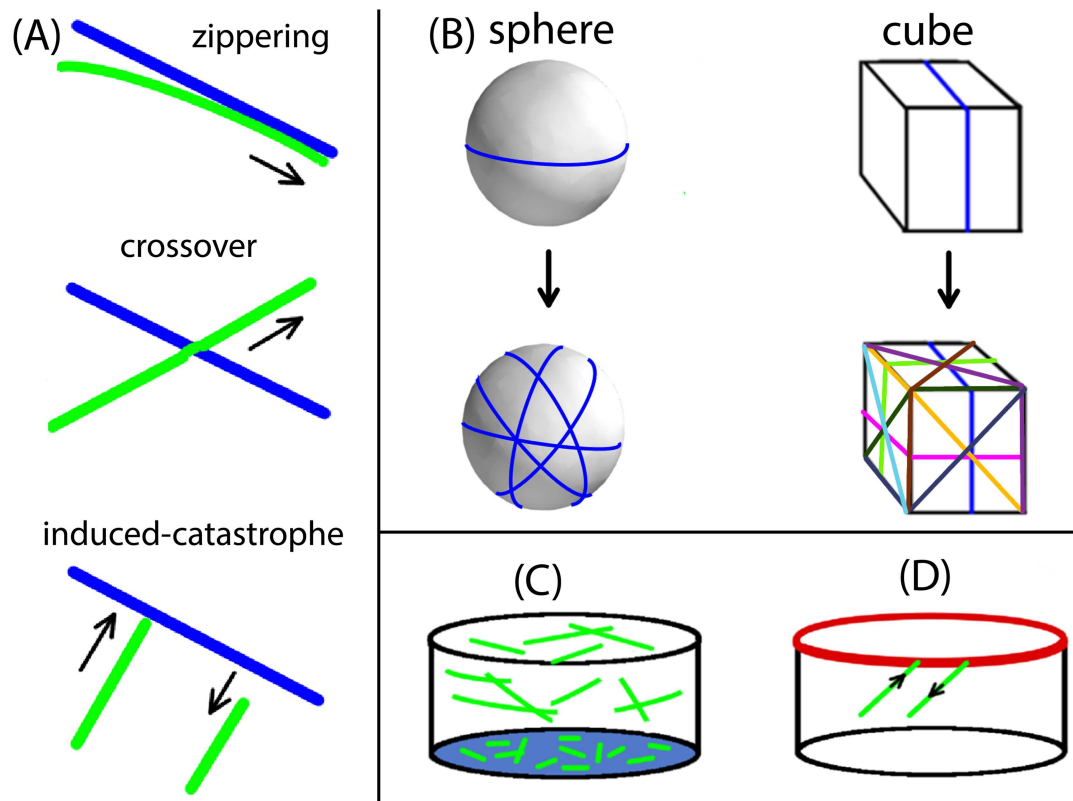 (A)
zippering
crossover
induced-catastrophe
(B) sphere
cube
(C)
(D)